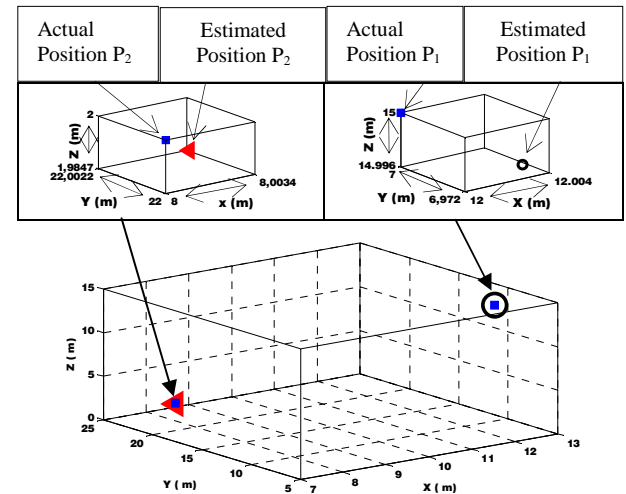 Actual Position P₂
Estimated Position P₂
Actual Position P₁
Estimated Position P₁
2
Z (m)
1,9847
22,0022
Y (m)
22
8
x (m)
8,0034
15
Z (m)
14.996
7
Y (m)
6,972
12
X (m)
12.004
15
10
5
0
Z ( m)
25
20
15
10
5
Y ( m)
7
8
9
10
11
12
13
X ( m)